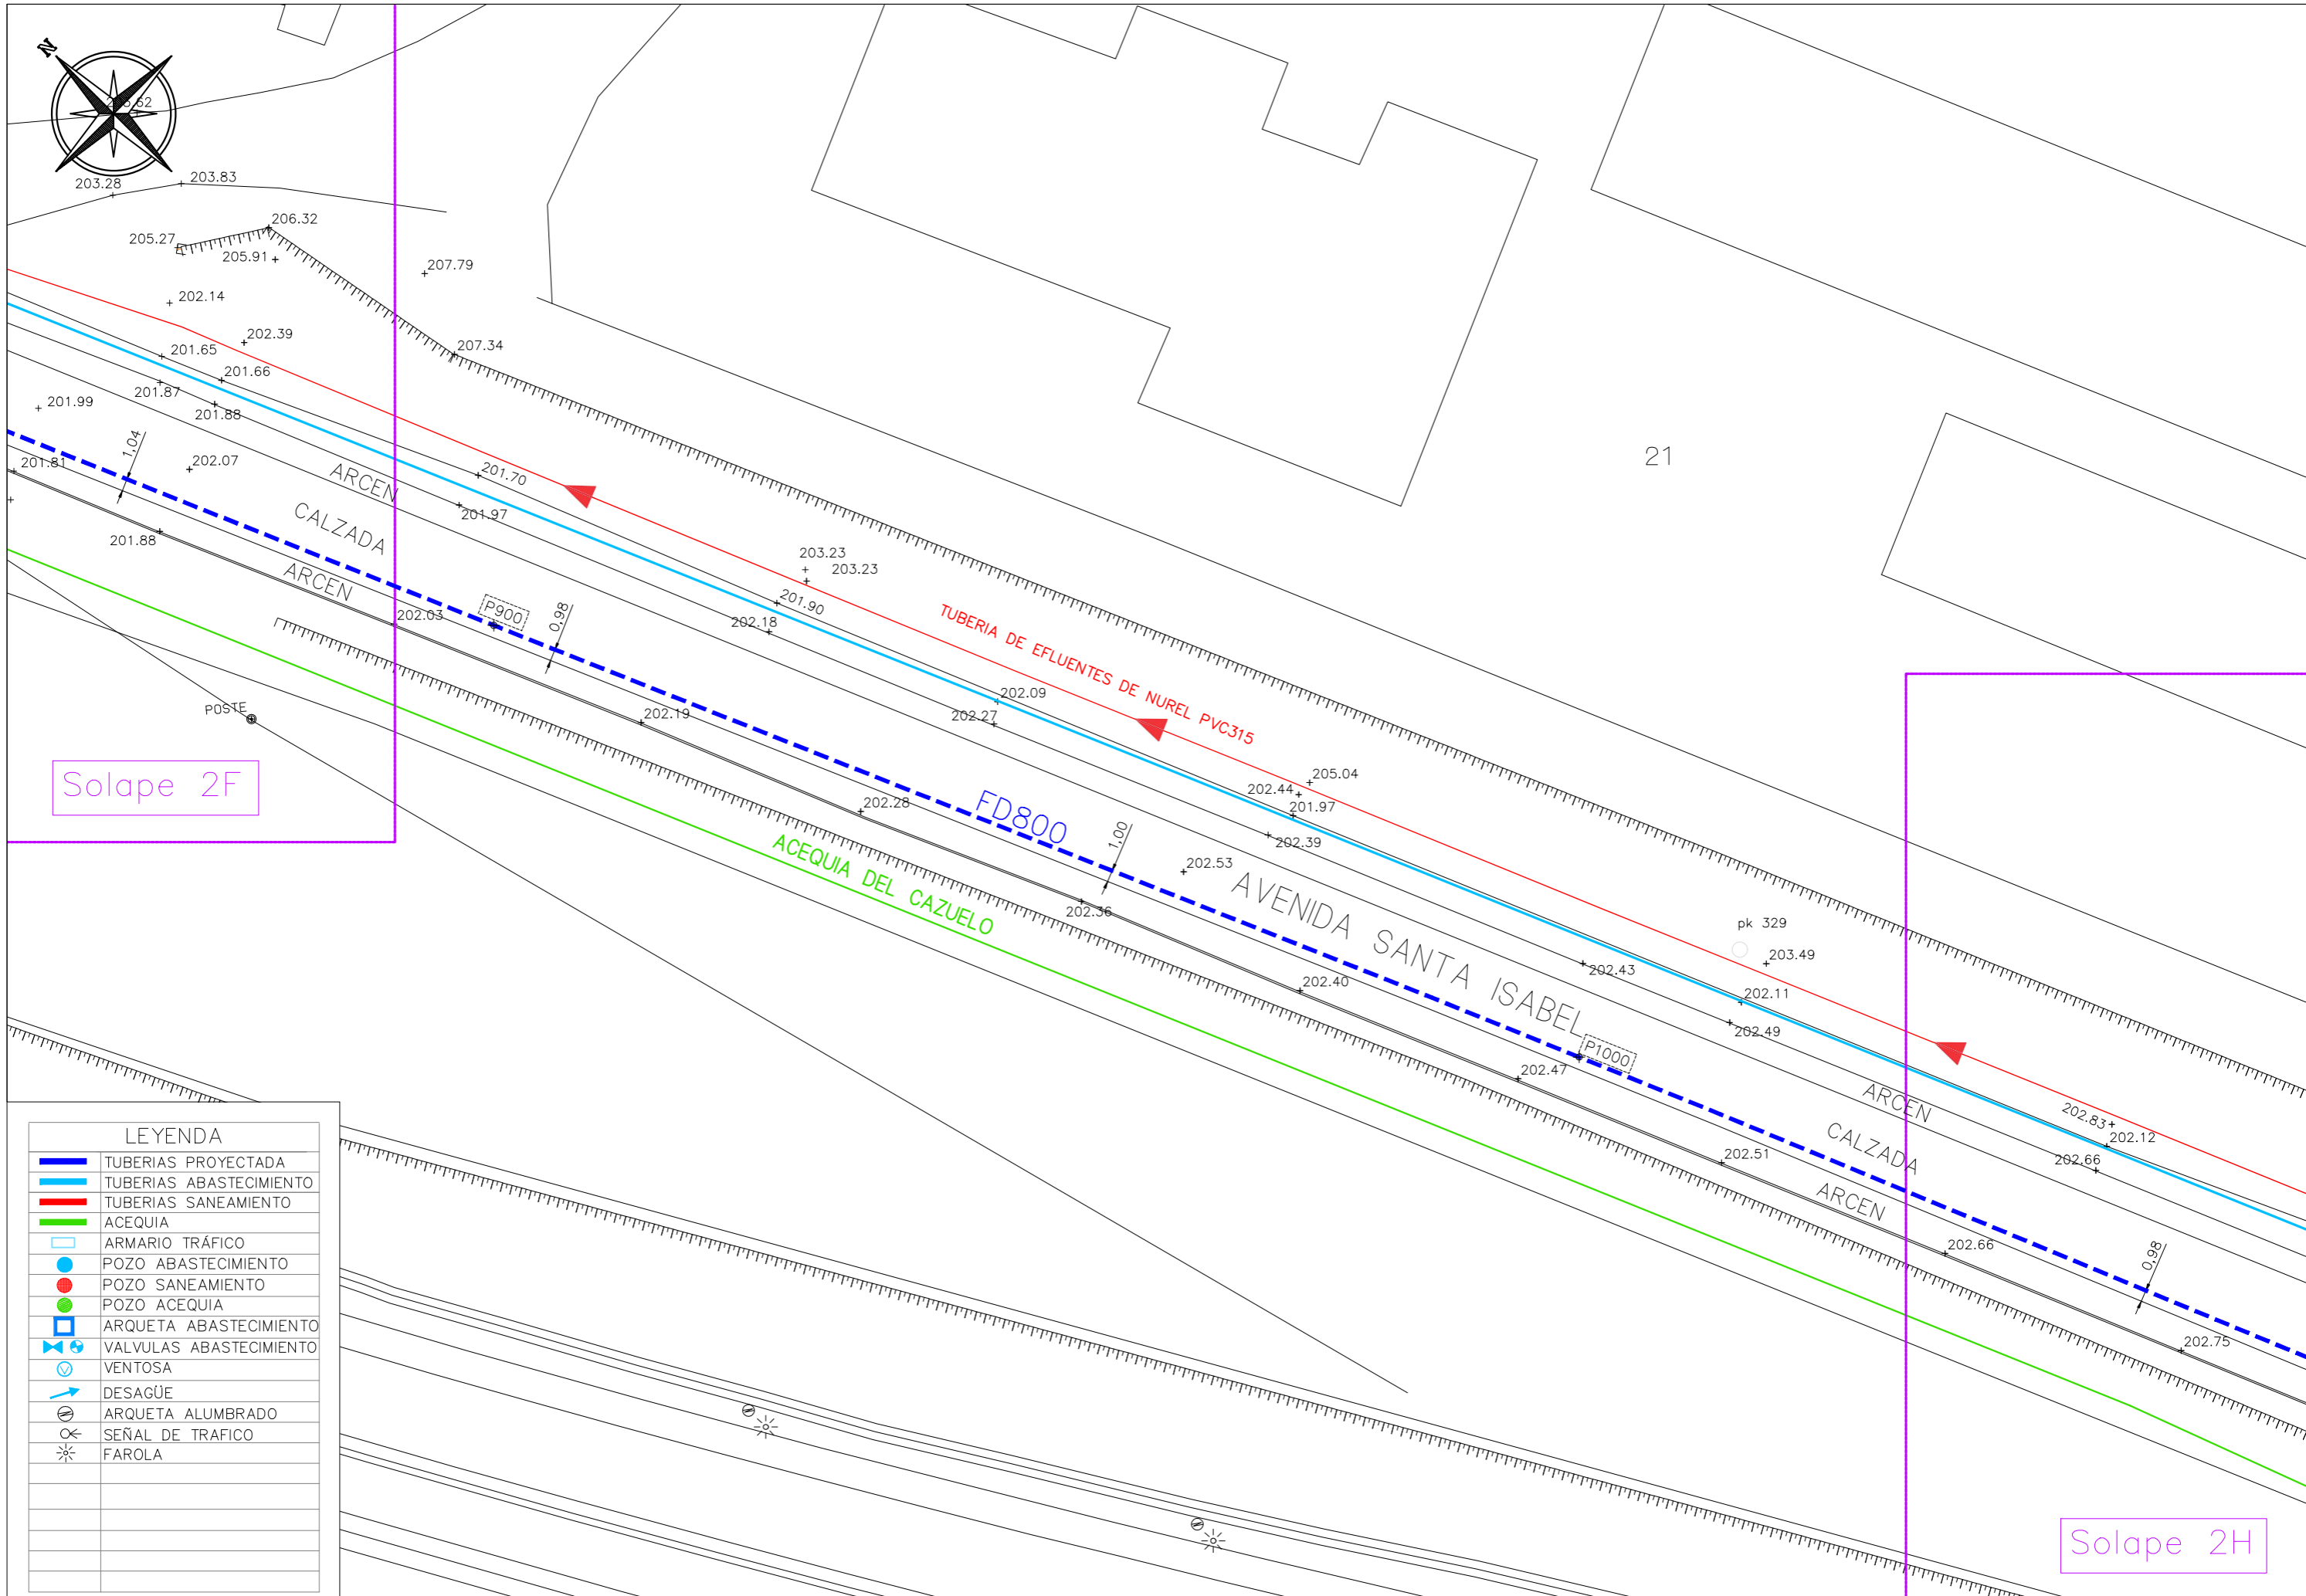 N
203.28
203.83
206.32
205.27
205.91
207.79
202.14
202.39
207.34
201.65
201.66
201.87
201.88
201.99
1,04
201.81
202.07
ARCEN
201.70
201.97
CALZADA
201.88
ARCEN
202.03
P900
0,98
203.23
203.23
201.90
202.18
TUBERIA DE EFLUENTES DE NUREL PVC315
21
POSTE
202.19
202.09
202.27
Solape 2F
202.28
FD800
1,00
205.04
202.44
201.97
202.39
ACEQUIA DEL CAZUELO
202.53
202.36
AVENIDA SANTA ISABEL
pk 329
203.49
202.43
202.40
202.11
202.49
P1000
202.47
ARCEN
202.83
202.12
CALZADA
202.66
202.51
ARCEN
202.66
0,98
202.75
LEYENDA
TUBERIAS PROYECTADA
TUBERIAS ABASTECIMIENTO
TUBERIAS SANEAMIENTO
ACEQUIA
ARMARIO TRÁFICO
POZO ABASTECIMIENTO
POZO SANEAMIENTO
POZO ACEQUIA
ARQUETA ABASTECIMIENTO
VALVULAS ABASTECIMIENTO
VENTOSA
DESAGÜE
ARQUETA ALUMBRADO
SEÑAL DE TRAFICO
FAROLA
Solape 2H